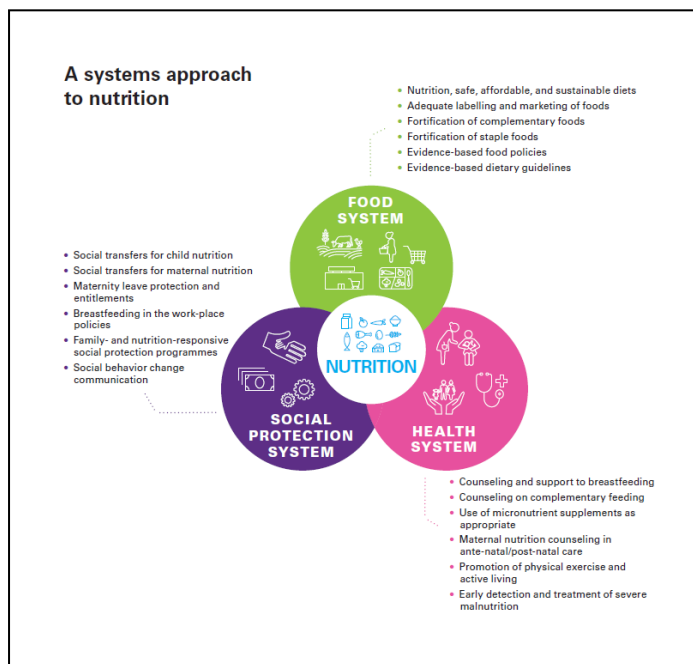 A systems approach
to nutrition
• Nutrition, safe, affordable, and sustainable diets
• Adequate labelling and marketing of foods
• Fortification of complementary foods
• Fortification of staple foods
• Evidence-based food policies
• Evidence-based dietary guidelines
FOOD
SYSTEM
• Social transfers for child nutrition
• Social transfers for maternal nutrition
• Maternity leave protection and
entitlements
• Breastfeeding in the work-place
policies
• Family- and nutrition-responsive
social protection programmes
• Social behavior change
communication
NUTRITION
SOCIAL
PROTECTION
SYSTEM
HEALTH
SYSTEM
• Counseling and support to breastfeeding
• Counseling on complementary feeding
• Use of micronutrient supplements as
appropriate
• Maternal nutrition counseling in
ante-natal/post-natal care
• Promotion of physical exercise and
active living
• Early detection and treatment of severe
malnutrition